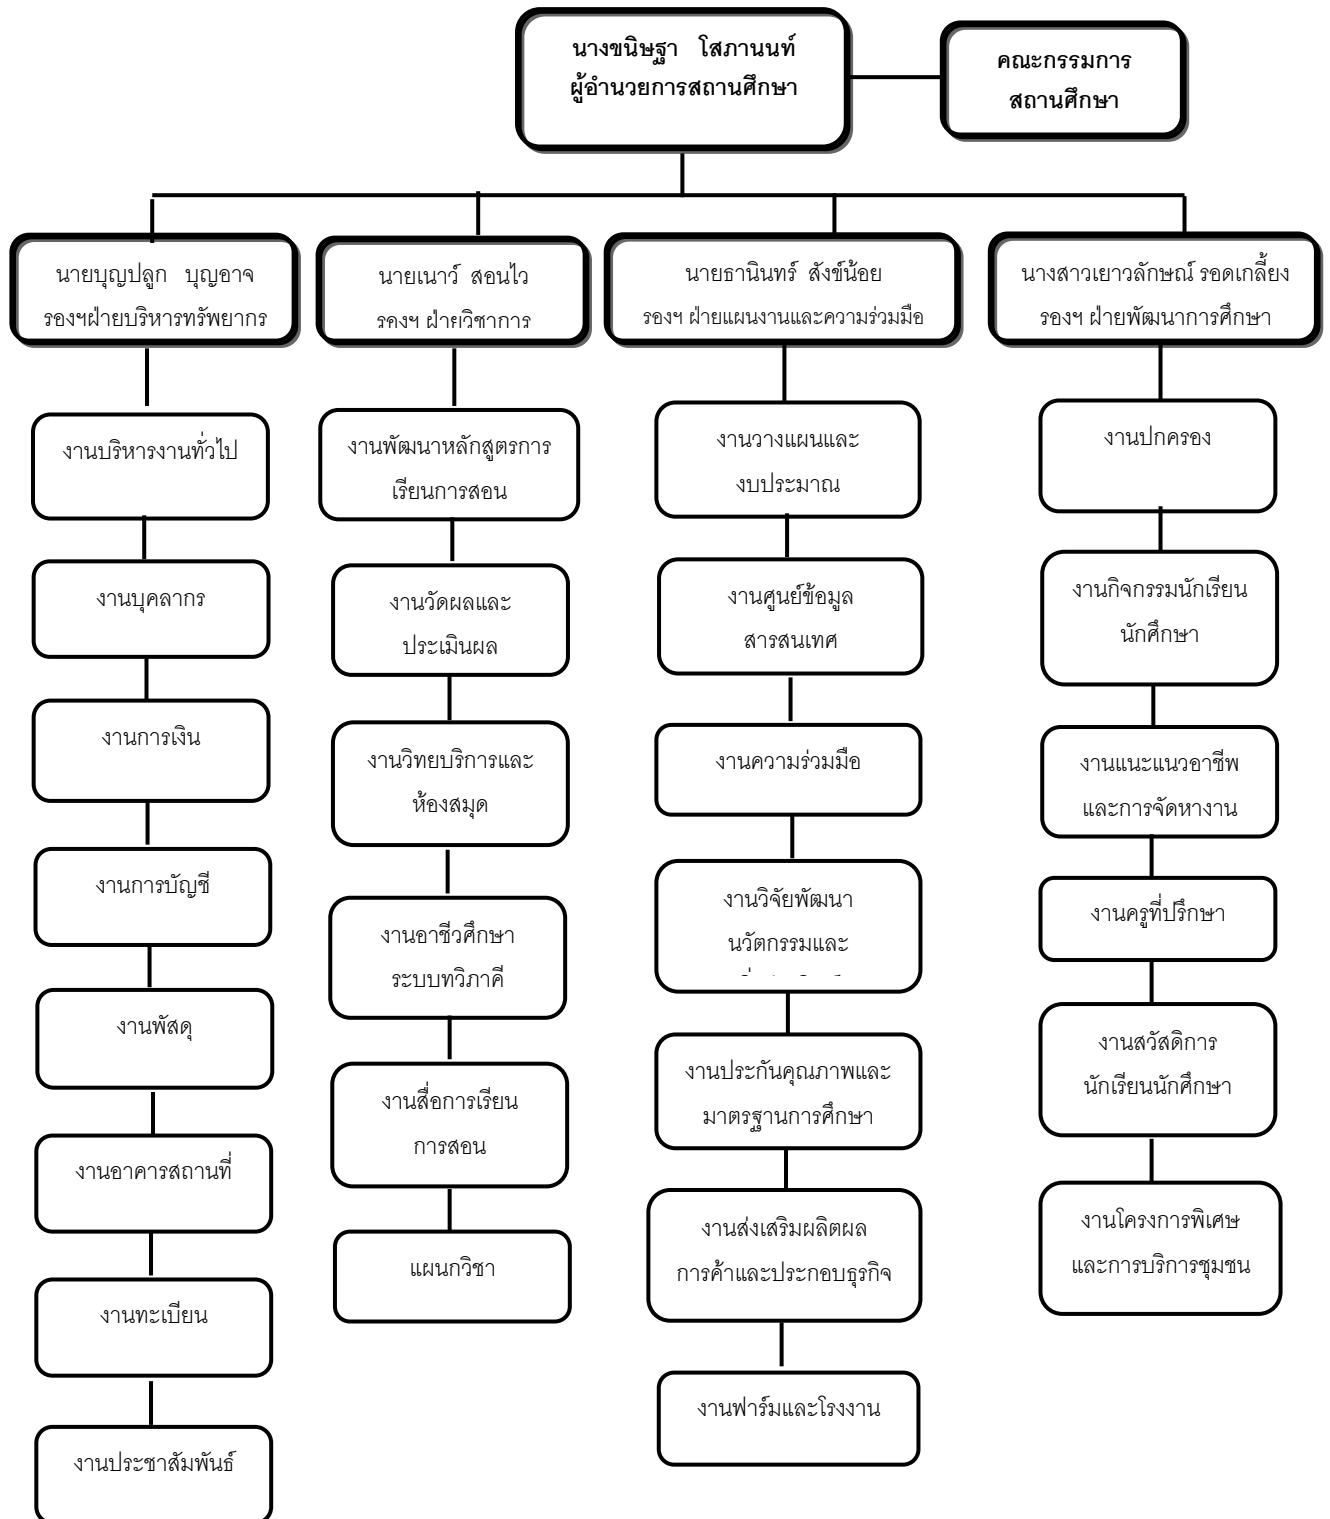 นางขนิษฐา โสภานนท์
ผู้อำนวยการสถานศึกษา
คณะกรรมการ
สถานศึกษา
นายบุญปลูก บุญอาจ
รองฯฝ่ายบริหารทรัพยากร
นายเนาว์ สอนไว
รองฯ ฝ่ายวิชาการ
นายธานินทร์ สังข์น้อย
รองฯ ฝ่ายแผนงานและความร่วมมือ
นางสาวเยาวลักษณ์ รอดเกลี้ยง
รองฯ ฝ่ายพัฒนาการศึกษา
งานบริหารงานทั่วไป
งานบุคลากร
งานการเงิน
งานการบัญชี
งานพัสดุ
งานอาคารสถานที่
งานทะเบียน
งานประชาสัมพันธ์
งานพัฒนาหลักสูตรการ
เรียนการสอน
งานวัดผลและ
ประเมินผล
งานวิทยบริการและ
ห้องสมุด
งานอาชีวศึกษา
ระบบทวิภาคี
งานสื่อการเรียน
การสอน
แผนกวิชา
งานวางแผนและ
งบประมาณ
งานศูนย์ข้อมูล
สารสนเทศ
งานความร่วมมือ
งานวิจัยพัฒนา
นวัตกรรมและ
งานประกันคุณภาพและ
มาตรฐานการศึกษา
งานส่งเสริมผลิตผล
การค้าและประกอบธุรกิจ
งานฟาร์มและโรงงาน
งานปกครอง
งานกิจกรรมนักเรียน
นักศึกษา
งานแนะแนวอาชีพ
และการจัดหางาน
งานครูที่ปรึกษา
งานสวัสดิการ
นักเรียนนักศึกษา
งานโครงการพิเศษ
และการบริการชุมชน